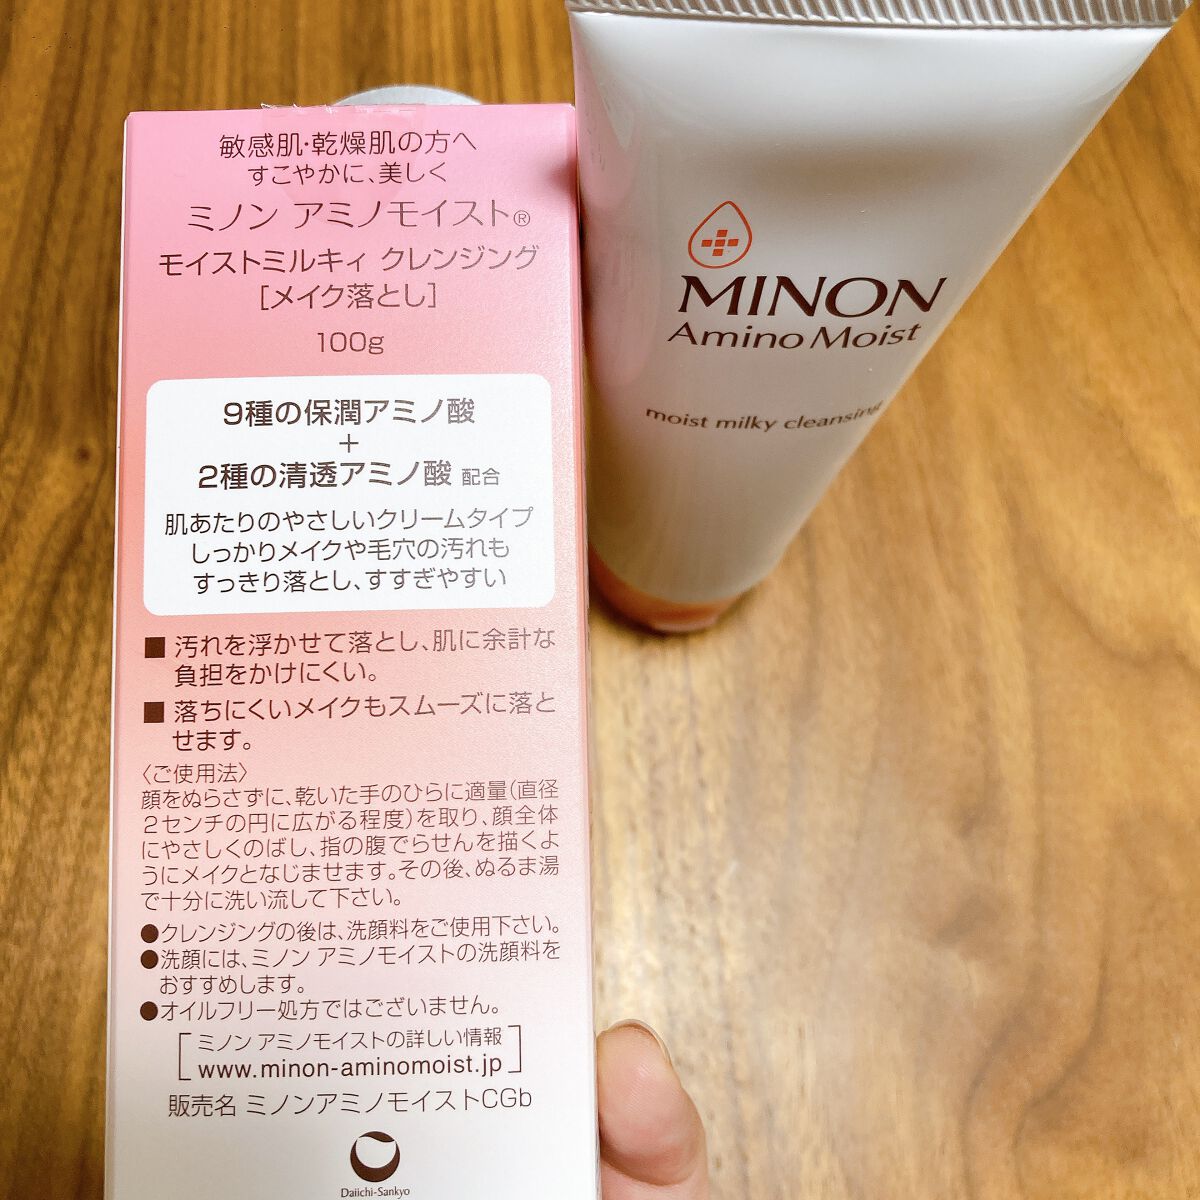 敏感肌・乾燥肌の方へ
すこやかに、美しく
ミノン アミノモイスト®
モイストミルキィ クレンジング
[メイク落とし]
100g
9種の保潤アミノ酸
+
2種の清透アミノ酸 配合
肌あたりのやさしいクリームタイプ
しっかりメイクや毛穴の汚れも
すっきり落とし、すすぎやすい
■ 汚れを浮かせて落とし、肌に余計な
負担をかけにくい。
■ 落ちにくいメイクもスムーズに落と
せます。
〈ご使用法〉
顔をぬらさずに、乾いた手のひらに適量(直径
2センチの円に広がる程度)を取り、顔全体
にやさしくのばし、指の腹でらせんを描くよ
うにメイクとなじませます。その後、ぬるま湯
で十分に洗い流して下さい。
●クレンジングの後は、洗顔料をご使用下さい。
●洗顔には、ミノン アミノモイストの洗顔料を
おすすめします。
●オイルフリー処方ではございません。
[ミノン アミノモイストの詳しい情報
www.minon-aminomoist.jp]
販売名 ミノンアミノモイストCGb
Daiichi-Sankyo
MINON
Amino Moist
moist milky cleansing